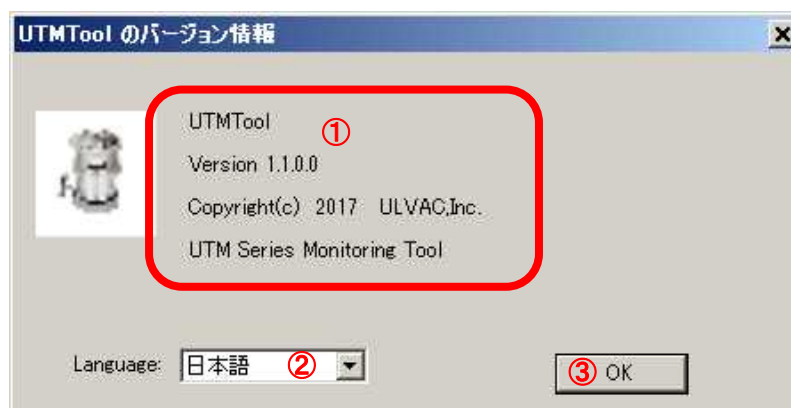 UTMTool のバージョン情報
UTMTool ①
Version 1.1.0.0
Copyright(c) 2017 ULVAC,Inc.
UTM Series Monitoring Tool
Language: 日本語 ②
③ OK